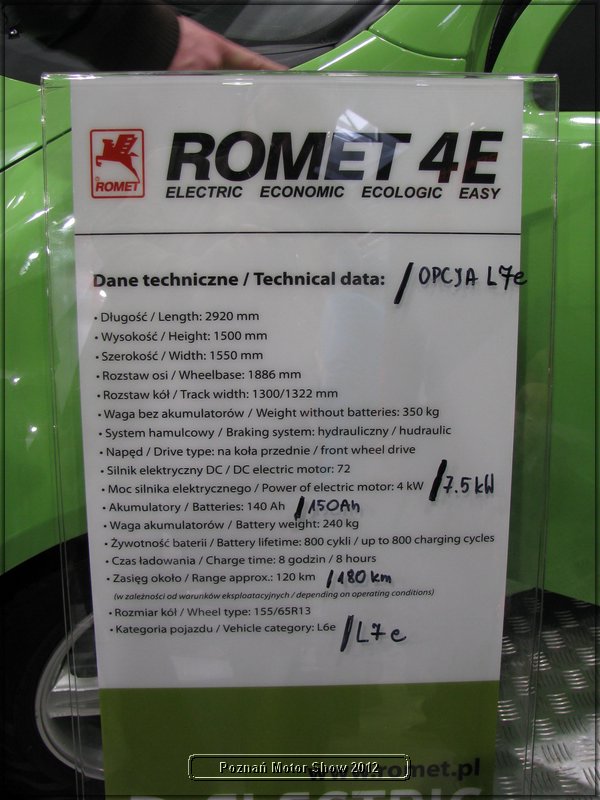 ROMET
ROMET 4E
ELECTRIC ECONOMIC ECOLOGIC EASY
Dane techniczne / Technical data: / OPCJA L7e
• Długość / Length: 2920 mm
• Wysokość / Height: 1500 mm
• Szerokość / Width: 1550 mm
• Rozstaw osi / Wheelbase: 1886 mm
• Rozstaw kół / Track width: 1300/1322 mm
• Waga bez akumulatorów / Weight without batteries: 350 kg
• System hamulcowy / Braking system: hydrauliczny / hudraulic
• Napęd / Drive type: na koła przednie / front wheel drive
• Silnik elektryczny DC / DC electric motor: 72
• Moc silnika elektrycznego / Power of electric motor: 4 kW / 7.5 kW
• Akumulatory / Batteries: 140 Ah / 150Ah
• Waga akumulatorów / Battery weight: 240 kg
• Żywotność baterii / Battery lifetime: 800 cykli / up to 800 charging cycles
• Czas ładowania / Charge time: 8 godzin / 8 hours
• Zasięg około / Range approx.: 120 km / 180 km
(w zależności od warunków eksploatacyjnych / depending on operating conditions)
• Rozmiar kół / Wheel type: 155/65R13
• Kategoria pojazdu / Vehicle category: L6e / L7e
www.romet.pl
Poznań Motor Show 2012
ELECTRIC